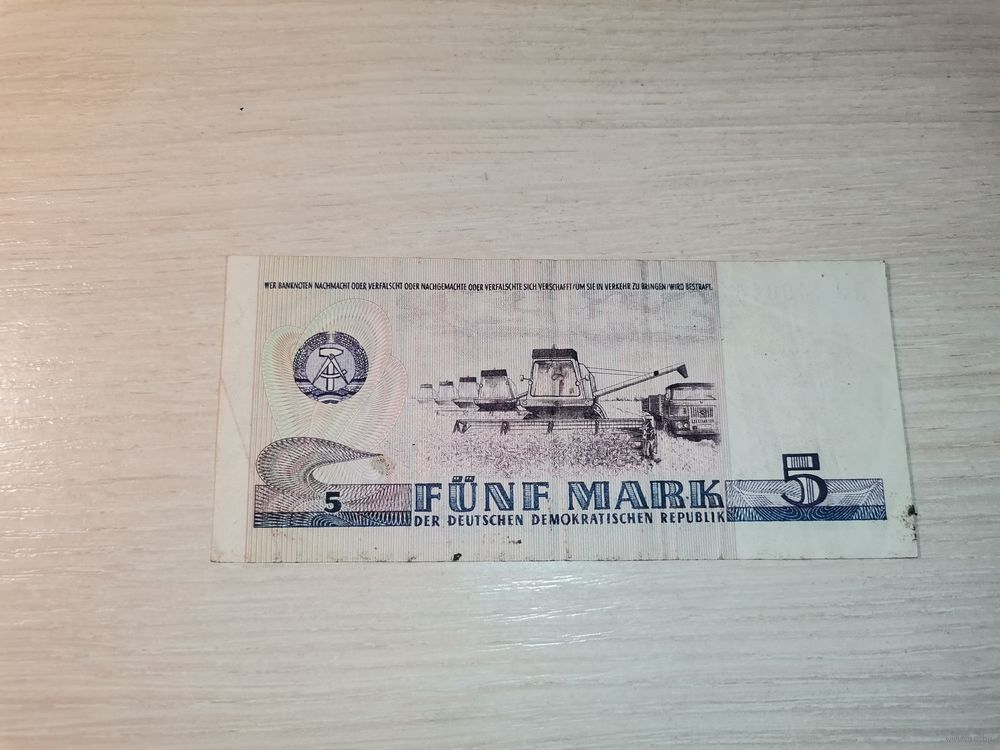 WER BANKNOTEN NACHMACHT ODER VERFÄLSCHT ODER NACHGEMACHTE ODER VERFÄLSCHTE SICH VERSCHAFFT/UM SIE IN VERKEHR ZU BRINGEN/WIRD BESTRAFT.
5
5
FÜNF MARK
DER DEUTSCHEN DEMOKRATISCHEN REPUBLIK